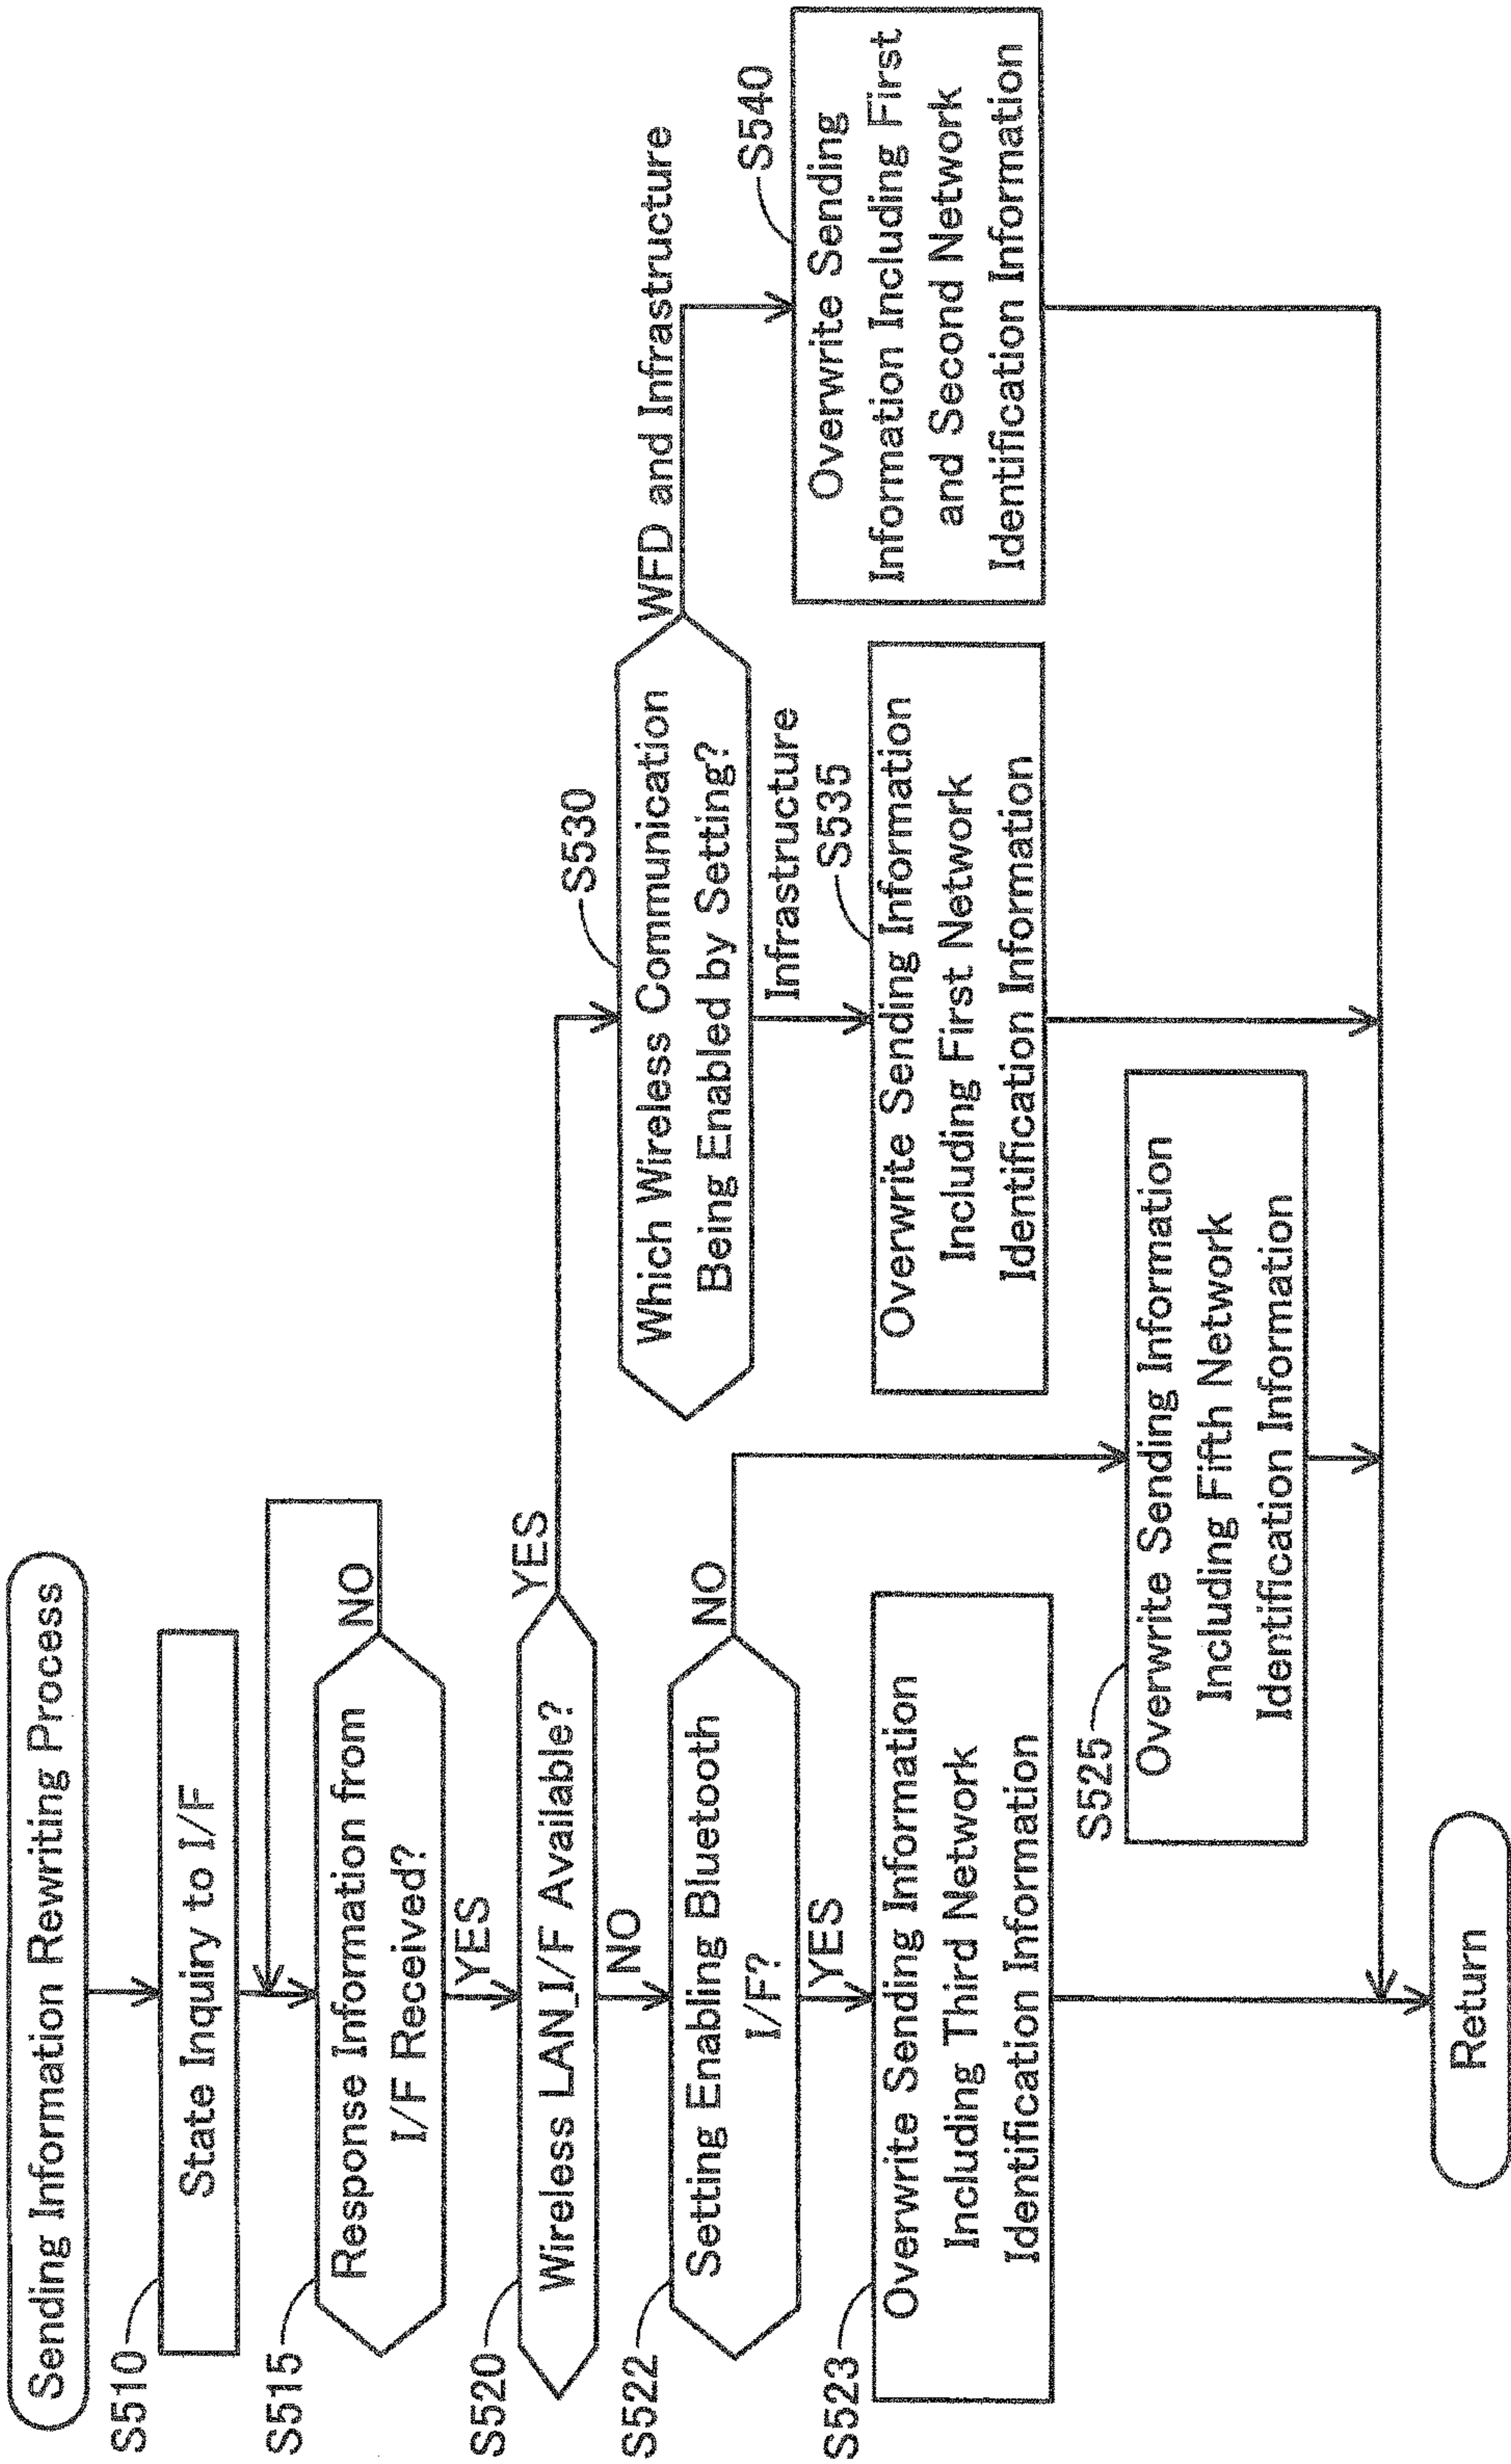 Sending Information Rewriting Process
S510
State Inquiry to I/F
S515
Response Information from
I/F Received?
NO
YES
S520
Wireless LAN_I/F Available?
YES
NO
S522
Setting Enabling Bluetooth
I/F?
NO
YES
S523
Overwrite Sending Information
Including Third Network
Identification Information
S525
Overwrite Sending Information
Including Fifth Network
Identification Information
S530
Which Wireless Communication
Being Enabled by Setting?
WFD and Infrastructure
Infrastructure
S535
Overwrite Sending Information
Including First Network
Identification Information
S540
Overwrite Sending
Information Including First
and Second Network
Identification Information
Return